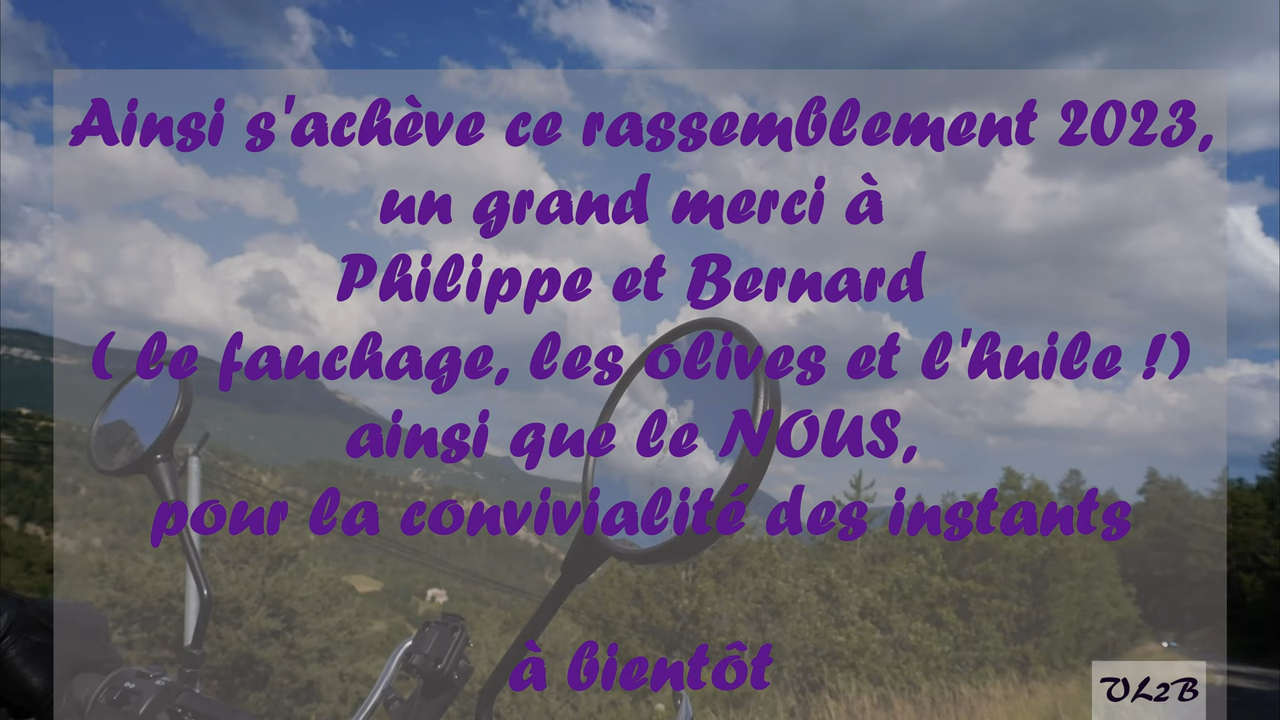 Ainsi s'achève ce rassemblement 2023,
un grand merci à
Philippe et Bernard
( le fauchage, les olives et l'huile !)
ainsi que le NOUS,
pour la convivialité des instants
à bientôt
VL2B